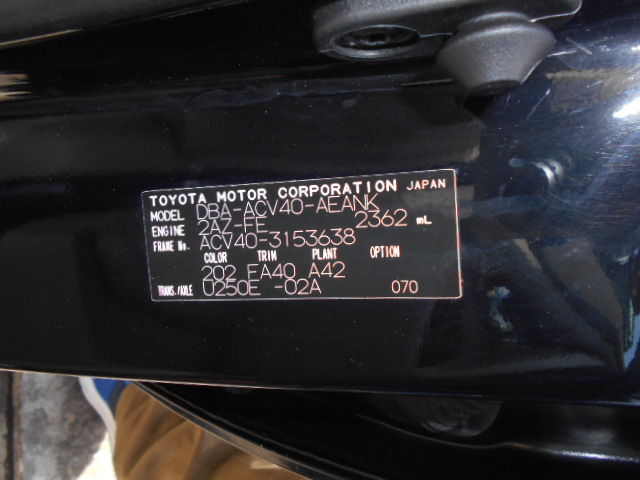 TOYOTA MOTOR CORPORATION JAPAN
MODEL DBA-ACV40-AEANK
ENGINE 2AZ-FE 2362 mL
FRAME No. ACV40-3153638
COLOR TRIM PLANT OPTION
202 FA40 A42
TRANS./AXLE U250E -02A 070